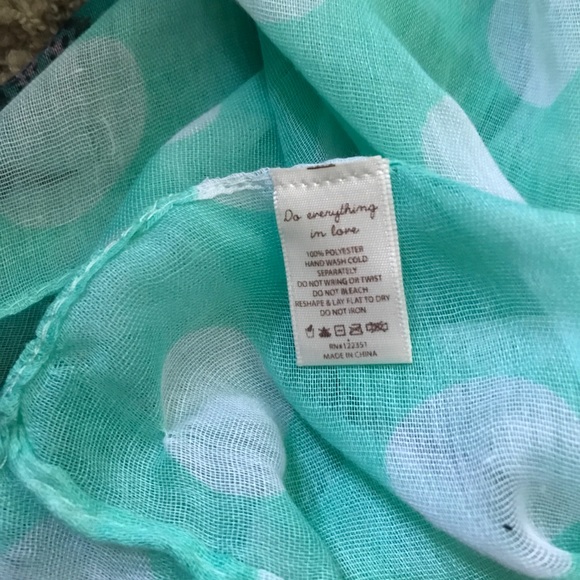 Do everything
in love
100% POLYESTER
HAND WASH COLD
SEPARATELY
DO NOT WRING OR TWIST
DO NOT BLEACH
RESHAPE & LAY FLAT TO DRY
DO NOT IRON
RN#122351
MADE IN CHINA